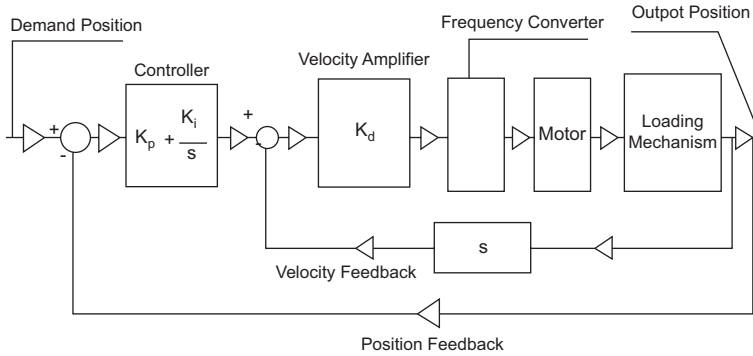 Demand Position
Frequency Converter
Outpot Position
Controller
Velocity Amplifier
+
-
K_p + K_i
s
+
-
K_d
Motor
Loading
Mechanism
s
Velocity Feedback
Position Feedback